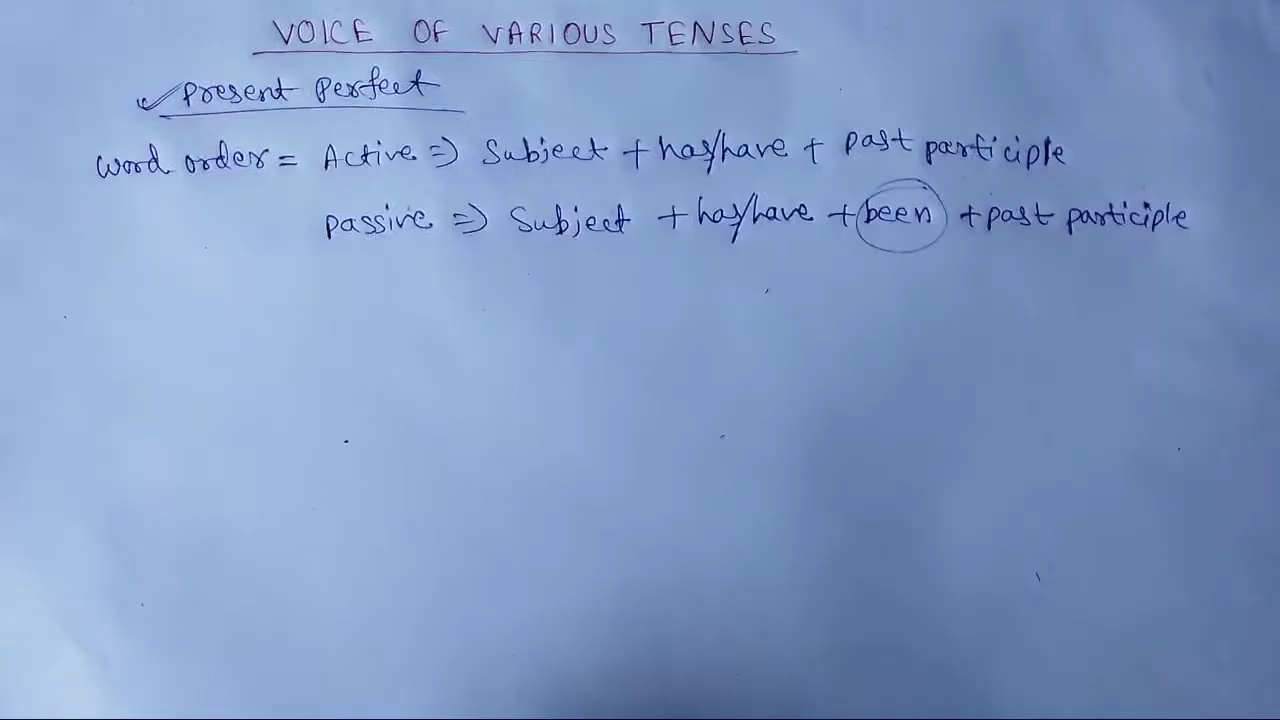 VOICE OF VARIOUS TENSES
Present Perfect
word order = Active => Subject + has/have + past participle
passive => Subject + has/have + been + past participle